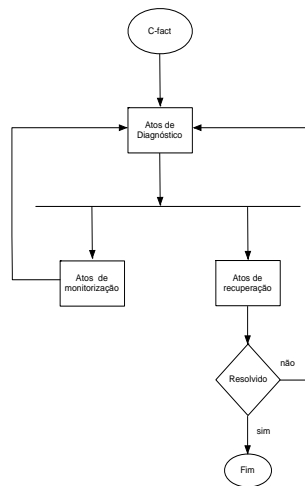 C-fact
Atos de
Diagnóstico
Atos de
monitorização
Atos de
recuperação
Resolvido
não
sim
Fim